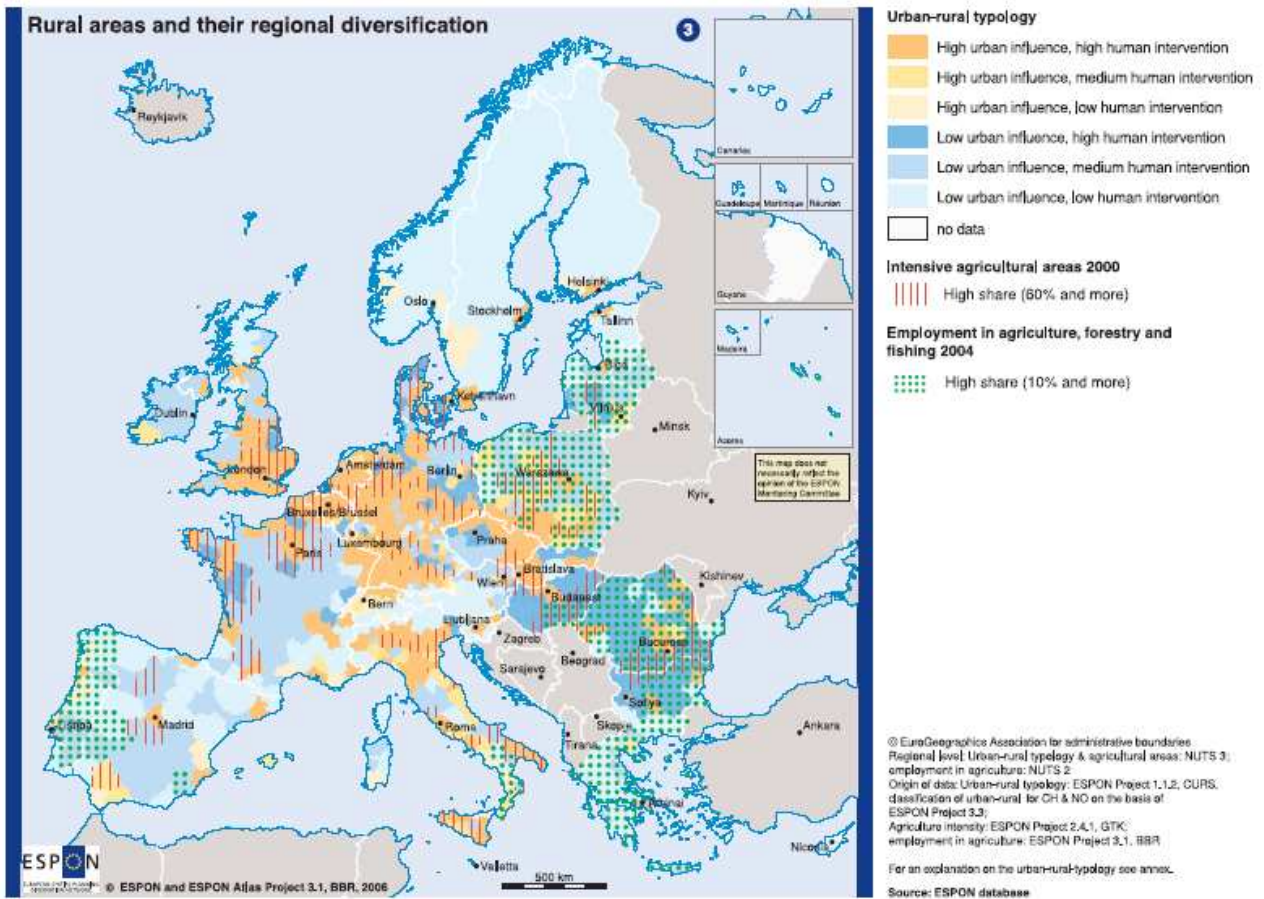 Rural areas and their regional diversification
3
Reykjavik
Canarias
Guadeloupe Martinique Réunion
Guyane
Madeira
Azores
This map does not
necessarily reflect the
opinion of the ESPON
Monitoring Committee
Oslo
Helsinki
Stockholm
Tallinn
Riga
København
Vilnius
Minsk
Dublin
London
Amsterdam
Berlin
Warszawa
Kyiv
Bruxelles/Brussel
Luxembourg
Paris
Praha
Wien
Bratislava
Budapest
Kishinev
Bern
Ljubljana
Zagreb
Beograd
Bucuresti
Sarajevo
Sofiya
Skopje
Tirana
Ankara
Madrid
Lisboa
Roma
Athinai
Nicosia
Valletta
ESPON
© ESPON and ESPON Atlas Project 3.1, BBR, 2006
500 km
Urban-rural typology
High urban influence, high human intervention
High urban influence, medium human intervention
High urban influence, low human intervention
Low urban influence, high human intervention
Low urban influence, medium human intervention
Low urban influence, low human intervention
no data
Intensive agricultural areas 2000
High share (60% and more)
Employment in agriculture, forestry and
fishing 2004
High share (10% and more)
© EuroGeographics Association for administrative boundaries
Regional level: Urban-rural typology & agricultural areas: NUTS 3;
employment in agriculture: NUTS 2
Origin of data: Urban-rural typology: ESPON Project 1.1.2, CURS,
classification of urban-rural for CH & NO on the basis of
ESPON Project 3.3;
Agriculture intensity: ESPON Project 2.4.1, GTK;
employment in agriculture: ESPON Project 3.1, BBR
For an explanation on the urban-rural-typology see annex.
Source: ESPON database